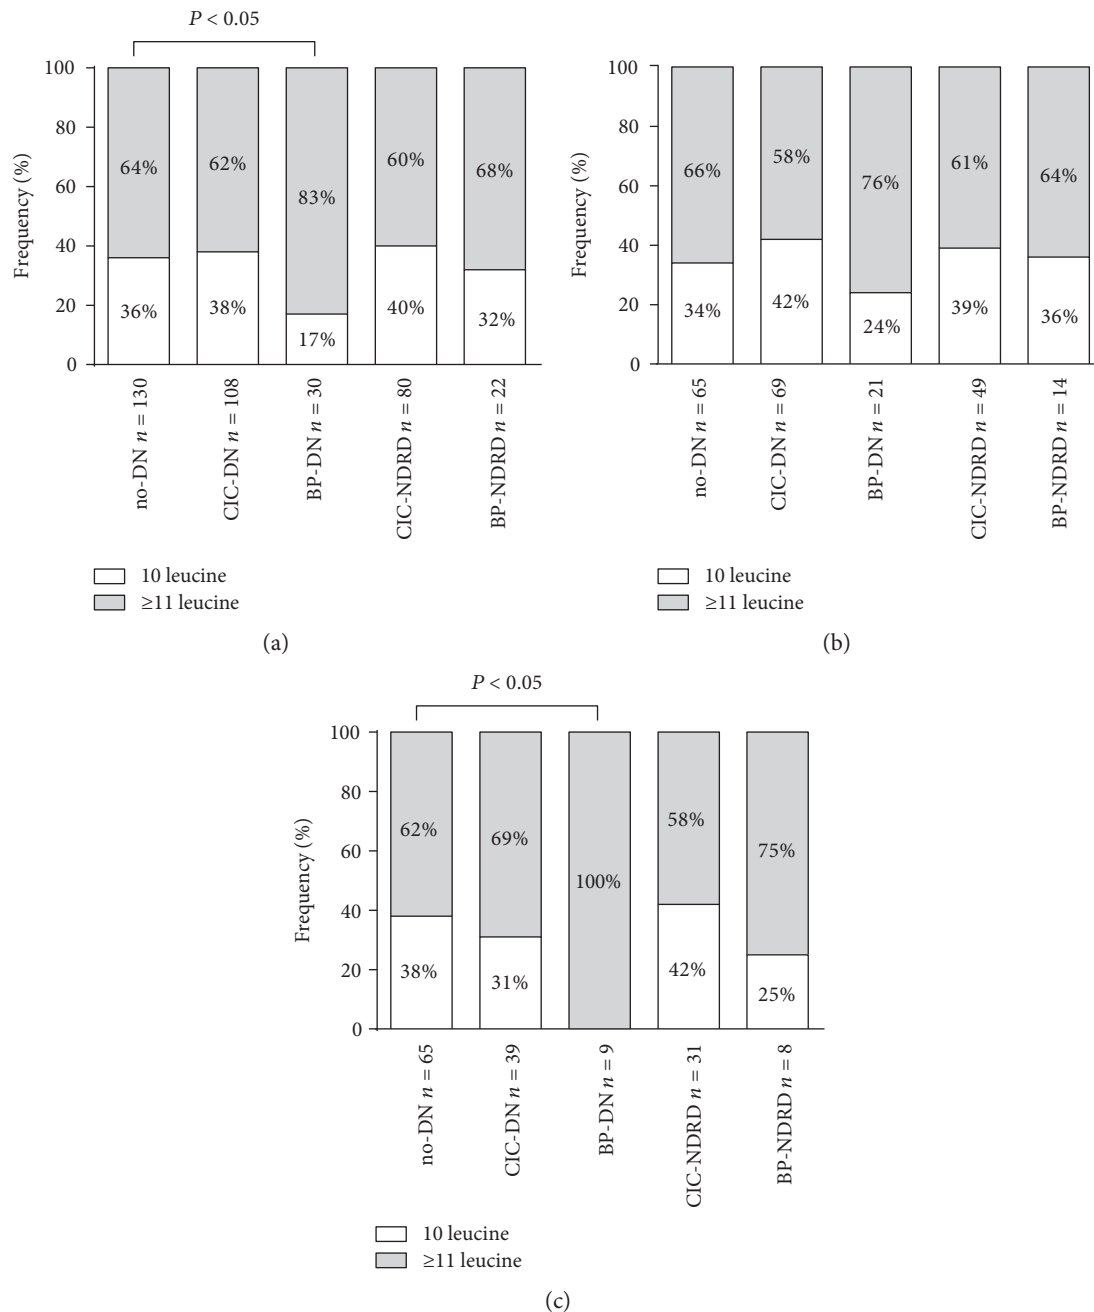 P < 0.05
100
80
60
40
20
0
Frequency (%)
64%
62%
83%
60%
68%
36%
38%
17%
40%
32%
no-DN n = 130
CIC-DN n = 108
BP-DN n = 30
CIC-NDRD n = 80
BP-NDRD n = 22
10 leucine
≥11 leucine
(a)
100
80
60
40
20
0
Frequency (%)
66%
58%
76%
61%
64%
34%
42%
24%
39%
36%
no-DN n = 65
CIC-DN n = 69
BP-DN n = 21
CIC-NDRD n = 49
BP-NDRD n = 14
10 leucine
≥11 leucine
(b)
P < 0.05
100
80
60
40
20
0
Frequency (%)
62%
69%
100%
58%
75%
38%
31%
42%
25%
no-DN n = 65
CIC-DN n = 39
BP-DN n = 9
CIC-NDRD n = 31
BP-NDRD n = 8
10 leucine
≥11 leucine
(c)